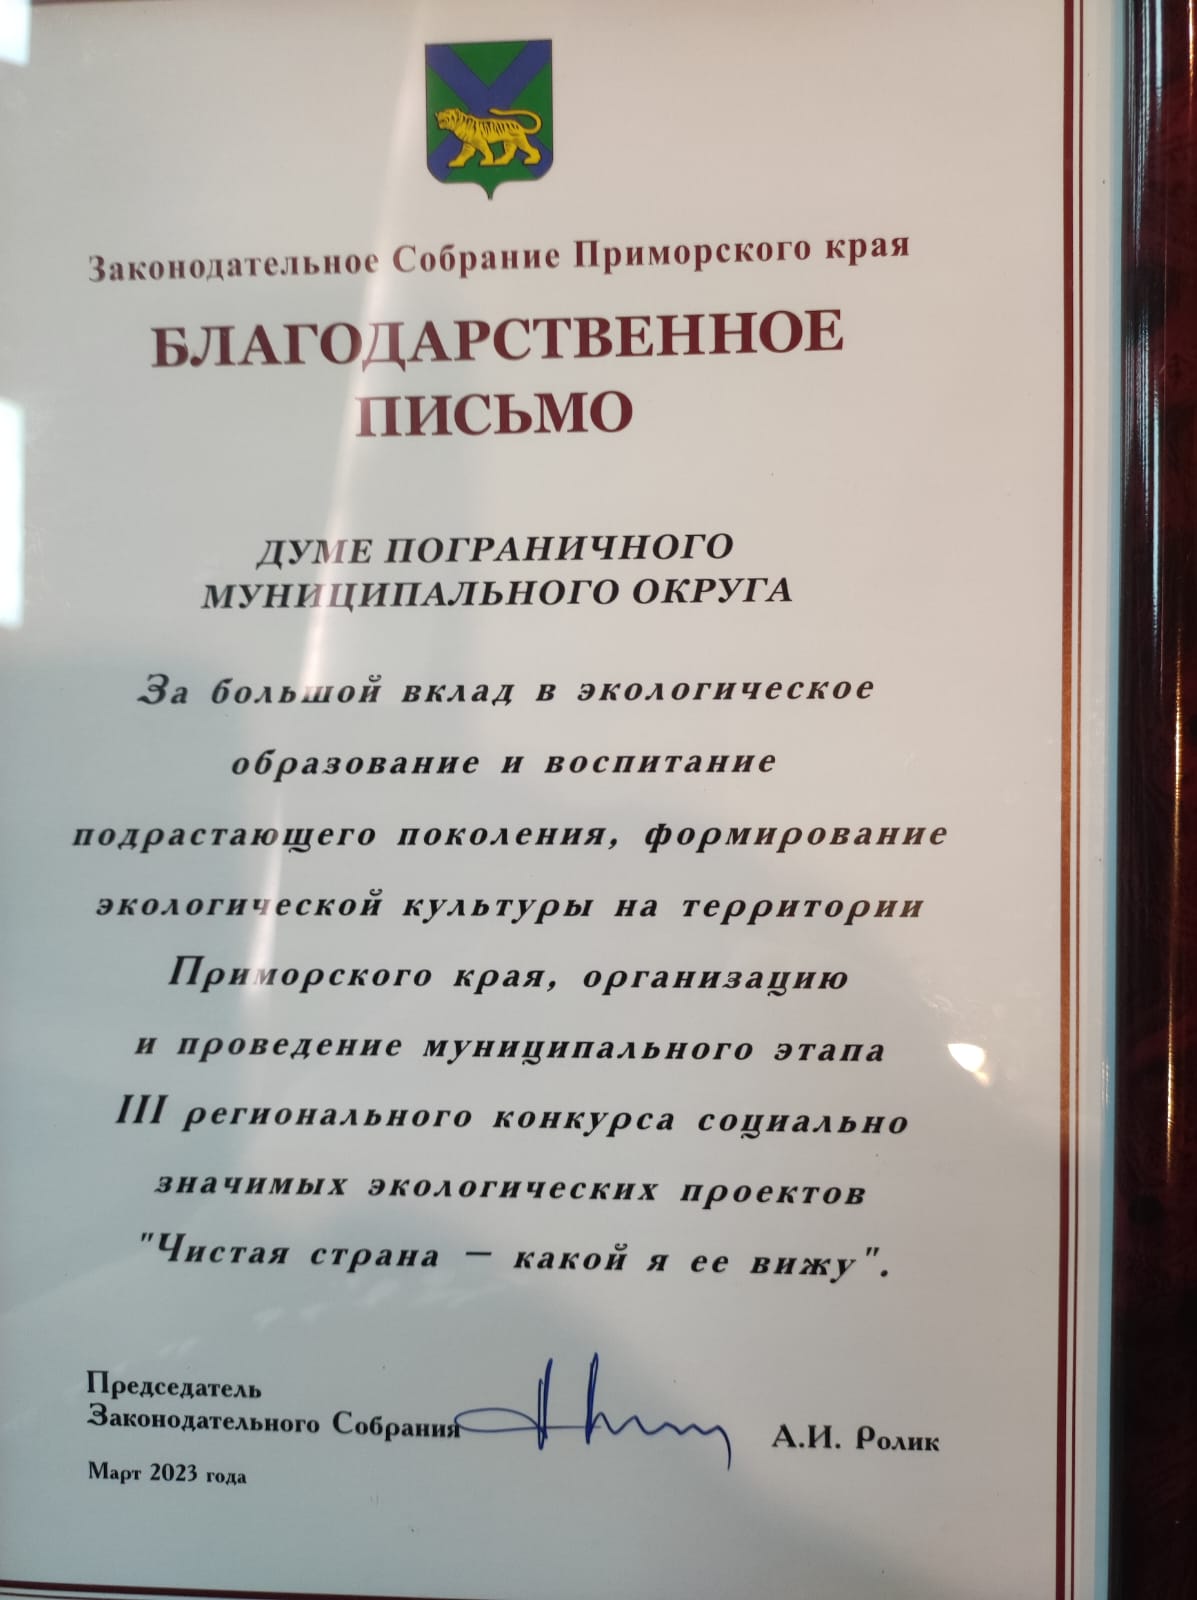 Законодательное Собрание Приморского края
БЛАГОДАРСТВЕННОЕ
ПИСЬМО
ДУМЕ ПОГРАНИЧНОГО
МУНИЦИПАЛЬНОГО ОКРУГА
За большой вклад в экологическое
образование и воспитание
подрастающего поколения, формирование
экологической культуры на территории
Приморского края, организацию
и проведение муниципального этапа
III регионального конкурса социально
значимых экологических проектов
"Чистая страна – какой я ее вижу".
Председатель
Законодательного Собрания
А.И. Ролик
Март 2023 года